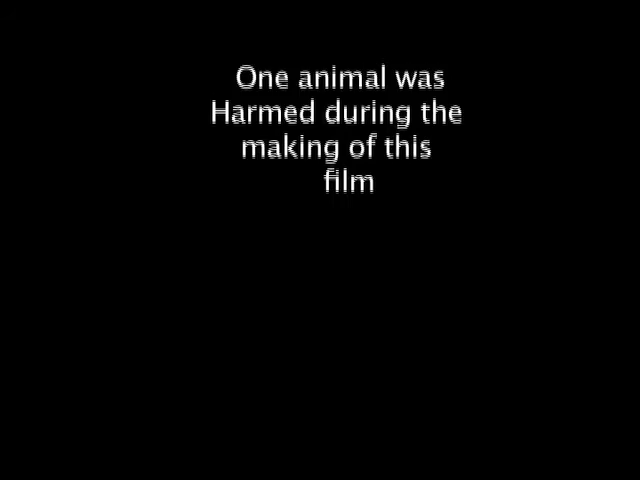 One animal was
Harmed during the
making of this
film